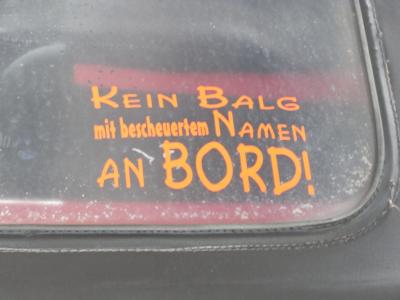 Kein Balg
mit bescheuertem Namen
an BORD!